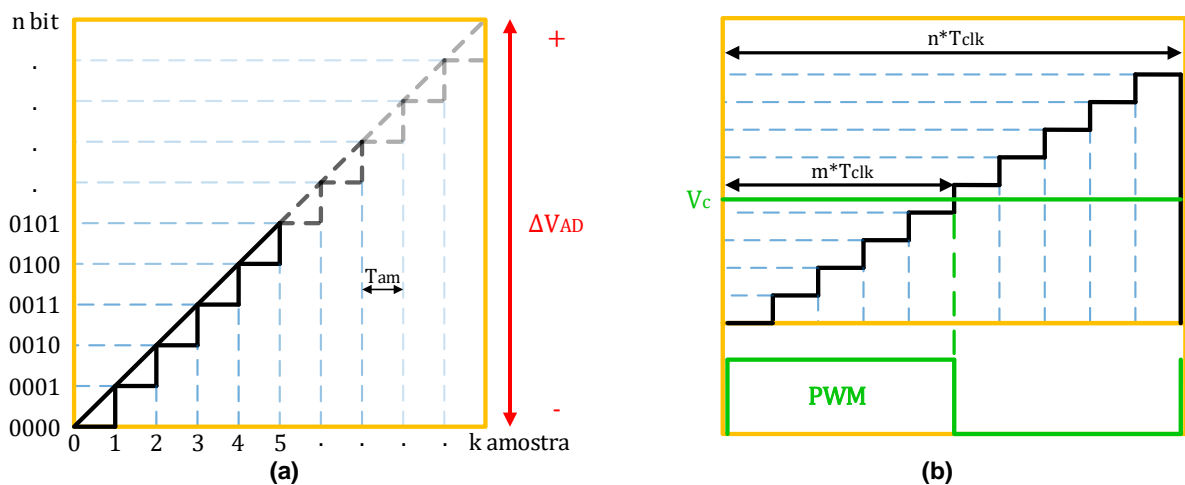 n bit
.
.
.
.
0101
0100
0011
0010
0001
0000
0 1 2 3 4 5 . . . . k amostra
Tam
+
ΔVAD
-
(a)
n*Tclk
m*Tclk
Vc
PWM
(b)